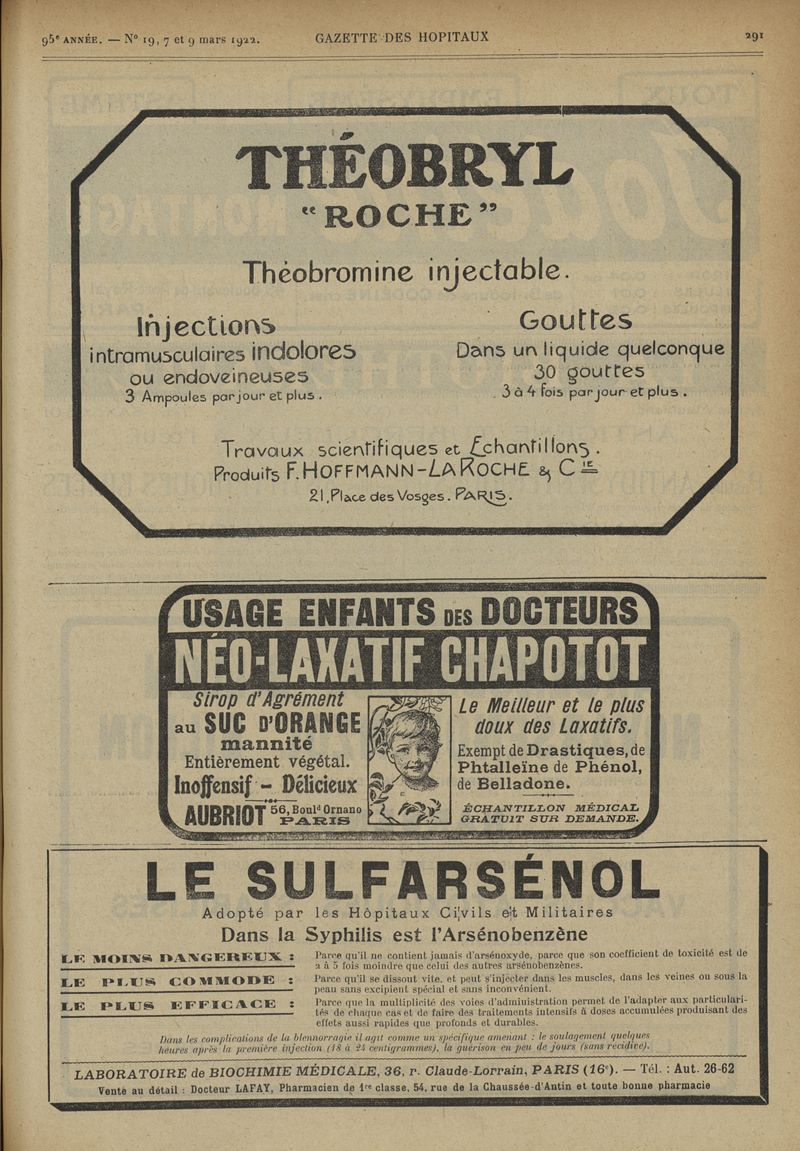 95e ANNÉE. — No 19, 7 et 9 mars 1922.
GAZETTE DES HOPITAUX
291
THÉOBRYL
“ROCHE”
Théobromine injectable.
Injections
intramusculaires indolores
ou endoveineuses
3 Ampoules par jour et plus.
Gouttes
Dans un liquide quelconque
30 gouttes
3 à 4 fois par jour et plus.
Travaux scientifiques et Échantillons.
Produits F. HOFFMANN-LA ROCHE & Cie
21, Place des Vosges. PARIS.
USAGE ENFANTS DES DOCTEURS
NÉO-LAXATIF CHAPOTOT
Sirop d'Agrément
au SUC D'ORANGE
mannité
Entièrement végétal.
Inoffensif - Délicieux
AUBRIOT 56, Bould Ornano
PARIS
Le Meilleur et le plus
doux des Laxatifs.
Exempt de Drastiques, de
Phtalleïne de Phénol,
de Belladone.
ÉCHANTILLON MÉDICAL
GRATUIT SUR DEMANDE.
LE SULFARSÉNOL
Adopté par les Hôpitaux Civils et Militaires
Dans la Syphilis est l'Arsénobenzène
LE MOINS DANGEREUX : Parce qu'il ne contient jamais d'arsénoxyde, parce que son coefficient de toxicité est de
2 à 5 fois moindre que celui des autres arsénobenzènes.
LE PLUS COMMODE : Parce qu'il se dissout vite, et peut s'injecter dans les muscles, dans les veines ou sous la
peau sans excipient spécial et sans inconvénient.
LE PLUS EFFICACE : Parce que la multiplicité des voies d'administration permet de l'adapter aux particulari-
tés de chaque cas et de faire des traitements intensifs à doses accumulées produisant des
effets aussi rapides que profonds et durables.
Dans les complications de la blennorragie il agit comme un spécifique amenant : le soulagement quelques
heures après la première injection (18 à 24 centigrammes), la guérison en peu de jours (sans récidive).
LABORATOIRE de BIOCHIMIE MÉDICALE, 36, r. Claude-Lorrain, PARIS (16e). — Tél. : Aut. 26-62
Vente au détail : Docteur LAFAY, Pharmacien de 1re classe, 54, rue de la Chaussée-d'Antin et toute bonne pharmacie